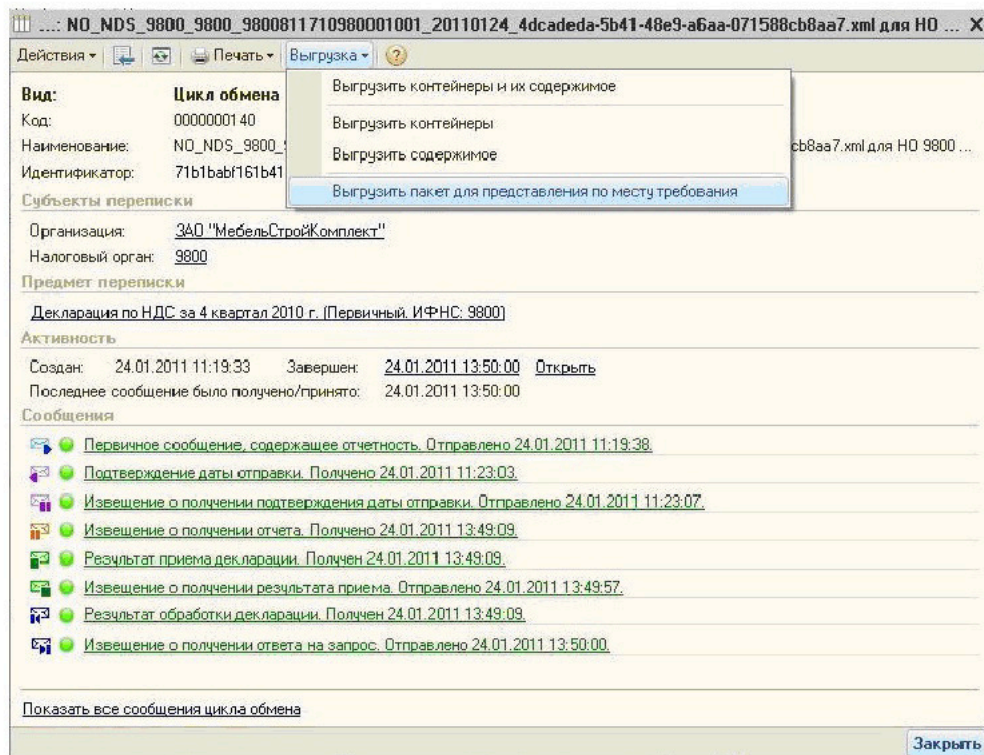 ...: NO_NDS_9800_9800_9800811710980001001_20110124_4dcadeda-5b41-48e9-a6aa-071588cb8aa7.xml для НО ... X
Действия Печать Выгрузка ?
Выгрузить контейнеры и их содержимое
Выгрузить контейнеры
Выгрузить содержимое
Выгрузить пакет для представления по месту требования
Вид: Цикл обмена
Код: 0000000140
Наименование: NO_NDS_9800_ cb8aa7.xml для НО 9800 ...
Идентификатор: 71b1babf161b41
Субъекты переписки
Организация: ЗАО "МебельСтройКомплект"
Налоговый орган: 9800
Предмет переписки
Декларация по НДС за 4 квартал 2010 г. (Первичный. ИФНС: 9800)
Активность
Создан: 24.01.2011 11:19:33 Завершен: 24.01.2011 13:50:00 Открыть
Последнее сообщение было получено/принято: 24.01.2011 13:50:00
Сообщения
Первичное сообщение, содержащее отчетность. Отправлено 24.01.2011 11:19:38.
Подтверждение даты отправки. Получено 24.01.2011 11:23:03.
Извещение о получении подтверждения даты отправки. Отправлено 24.01.2011 11:23:07.
Извещение о получении отчета. Получено 24.01.2011 13:49:09.
Результат приема декларации. Получен 24.01.2011 13:49:09.
Извещение о получении результата приема. Отправлено 24.01.2011 13:49:57.
Результат обработки декларации. Получен 24.01.2011 13:49:09.
Извещение о получении ответа на запрос. Отправлено 24.01.2011 13:50:00.
Показать все сообщения цикла обмена
Закрыть